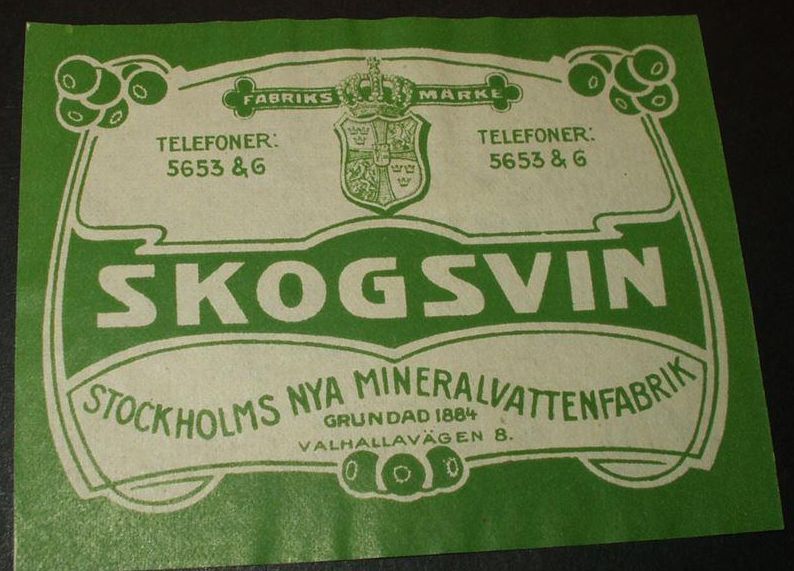 FABRIKS MÄRKE
TELEFONER:
5653 & 6
TELEFONER:
5653 & 6
SKOGSVIN
STOCKHOLMS NYA MINERALVATTENFABRIK
GRUNDAD 1884
VALHALLAVÄGEN 8.